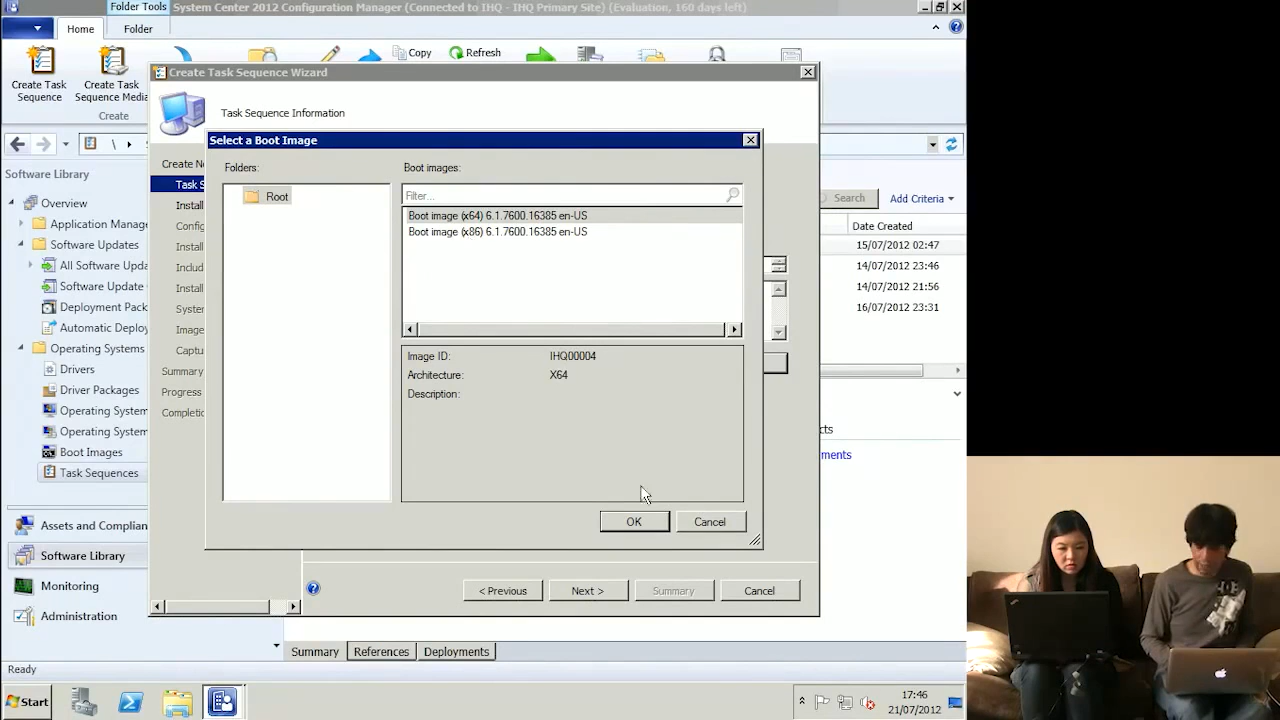 Folder Tools
System Center 2012 Configuration Manager (Connected to IHQ - IHQ Primary Site) (Evaluation, 160 days left)
Home
Folder
Copy
Refresh
Create Task Sequence
Create Task Sequence Media
Create
Create Task Sequence Wizard
Task Sequence Information
Select a Boot Image
Folders:
Boot images:
Root
Filter...
Boot image (x64) 6.1.7600.16385 en-US
Boot image (x86) 6.1.7600.16385 en-US
Image ID: IHQ00004
Architecture: X64
Description:
OK
Cancel
\
Search
Add Criteria
Date Created
15/07/2012 02:47
14/07/2012 23:46
14/07/2012 21:56
16/07/2012 23:31
cts
ments
Software Library
Overview
Application Manager
Software Updates
All Software Upda
Software Update
Deployment Pack
Automatic Deploy
Operating Systems
Drivers
Driver Packages
Operating System
Operating System
Boot Images
Task Sequences
Create Ne
Task S
Install
Config
Install
Includ
Install
System
Image
Captu
Summary
Progress
Completic
Assets and Complian
Software Library
Monitoring
Administration
< Previous
Next >
Summary
Cancel
Summary
References
Deployments
Ready
Start
17:46
21/07/2012